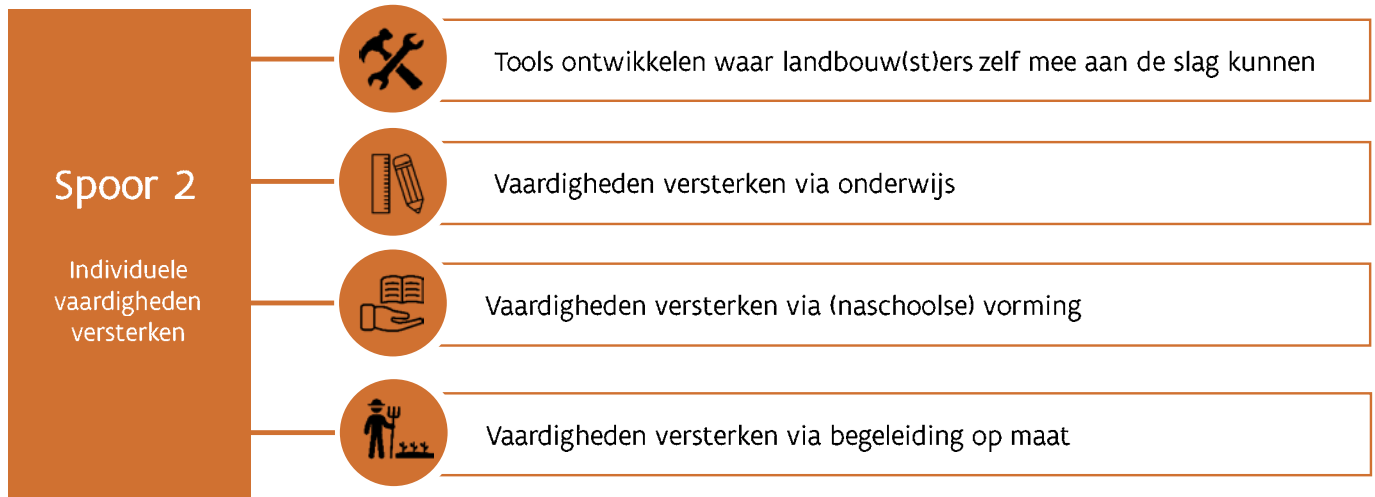 Spoor 2
Individuele
vaardigheden
versterken
Tools ontwikkelen waar landbouw(st)ers zelf mee aan de slag kunnen
Vaardigheden versterken via onderwijs
Vaardigheden versterken via (naschoolse) vorming
Vaardigheden versterken via begeleiding op maat